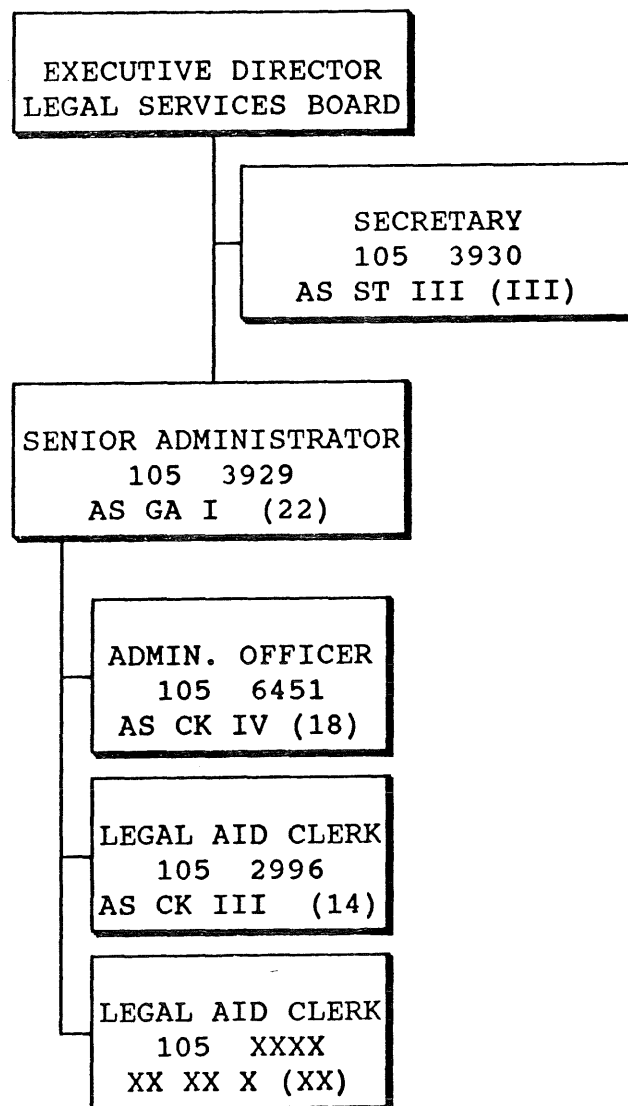 EXECUTIVE DIRECTOR
LEGAL SERVICES BOARD
SECRETARY
105 3930
AS ST III (III)
SENIOR ADMINISTRATOR
105 3929
AS GA I (22)
ADMIN. OFFICER
105 6451
AS CK IV (18)
LEGAL AID CLERK
105 2996
AS CK III (14)
LEGAL AID CLERK
105 XXXX
XX XX X (XX)